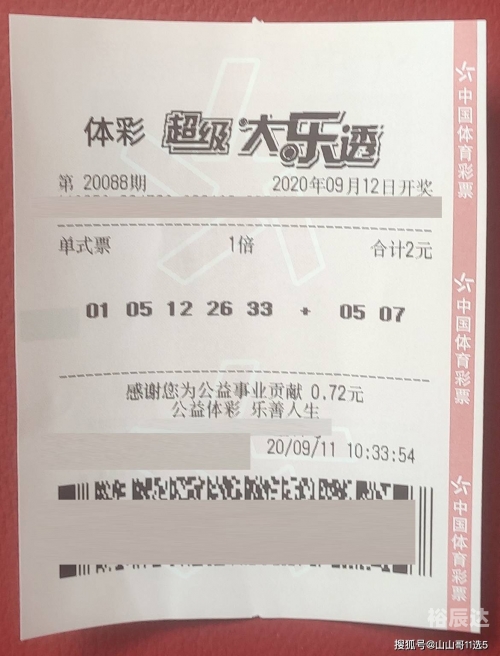 体彩 超级大乐透
第 20088期 2020年09月12日开奖
单式票 1倍 合计2元
01 05 12 26 33 + 05 07
感谢您为公益事业贡献 0.72元
公益体彩 乐善人生
20/09/11 10:33:54
中国体育彩票
中国体育彩票
中国体育彩票
裕辰达
搜狐号@山山哥11选5